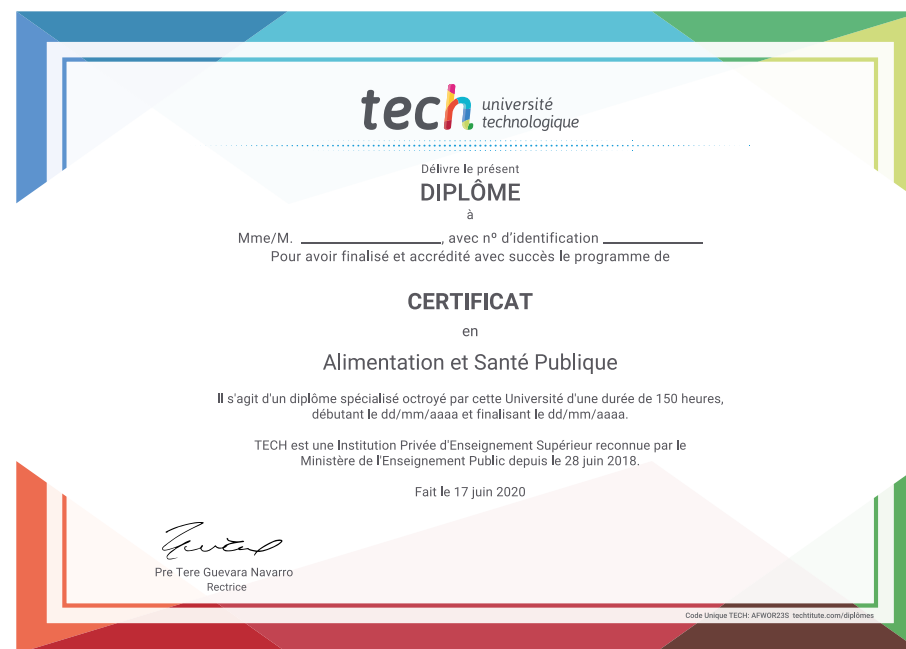 tech université
technologique
Délivre le présent
DIPLÔME
à
Mme/M. ____________________, avec nº d'identification ______________
Pour avoir finalisé et accrédité avec succès le programme de
CERTIFICAT
en
Alimentation et Santé Publique
Il s'agit d'un diplôme spécialisé octroyé par cette Université d'une durée de 150 heures,
débutant le dd/mm/aaaa et finalisant le dd/mm/aaaa.
TECH est une Institution Privée d'Enseignement Supérieur reconnue par le
Ministère de l'Enseignement Public depuis le 28 juin 2018.
Fait le 17 juin 2020
Pre Tere Guevara Navarro
Rectrice
Code Unique TECH: AFWOR23S techtitute.com/diplômes